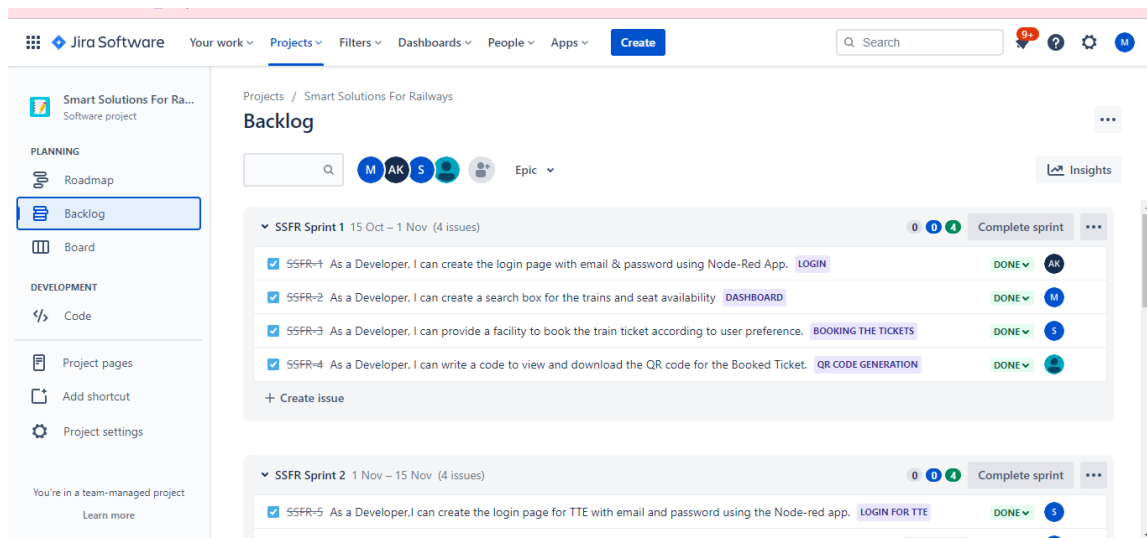 Jira Software Your work Projects Filters Dashboards People Apps Create Search 9+ M
Smart Solutions For Ra...
Software project
PLANNING
Roadmap
Backlog
Board
DEVELOPMENT
Code
Project pages
Add shortcut
Project settings
You're in a team-managed project
Learn more
Projects / Smart Solutions For Railways
Backlog
M AK S Epic Insights
SSFR Sprint 1 15 Oct – 1 Nov (4 issues) 0 0 4 Complete sprint
SSFR-1 As a Developer, I can create the login page with email & password using Node-Red App. LOGIN DONE AK
SSFR-2 As a Developer, I can create a search box for the trains and seat availability DASHBOARD DONE M
SSFR-3 As a Developer, I can provide a facility to book the train ticket according to user preference. BOOKING THE TICKETS DONE S
SSFR-4 As a Developer, I can write a code to view and download the QR code for the Booked Ticket. QR CODE GENERATION DONE
+ Create issue
SSFR Sprint 2 1 Nov – 15 Nov (4 issues) 0 0 4 Complete sprint
SSFR-5 As a Developer,I can create the login page for TTE with email and password using the Node-red app. LOGIN FOR TTE DONE S